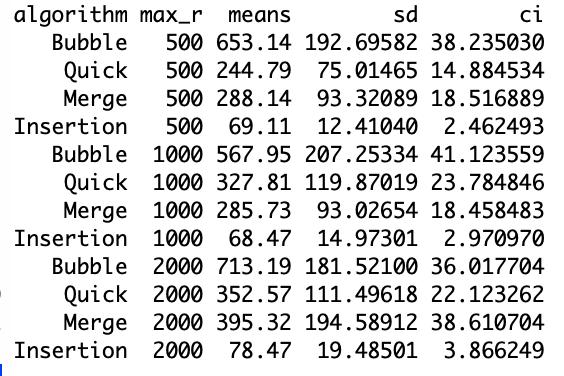 algorithm max_r means sd ci
Bubble 500 653.14 192.69582 38.235030
Quick 500 244.79 75.01465 14.884534
Merge 500 288.14 93.32089 18.516889
Insertion 500 69.11 12.41040 2.462493
Bubble 1000 567.95 207.25334 41.123559
Quick 1000 327.81 119.87019 23.784846
Merge 1000 285.73 93.02654 18.458483
Insertion 1000 68.47 14.97301 2.970970
Bubble 2000 713.19 181.52100 36.017704
Quick 2000 352.57 111.49618 22.123262
Merge 2000 395.32 194.58912 38.610704
Insertion 2000 78.47 19.48501 3.866249